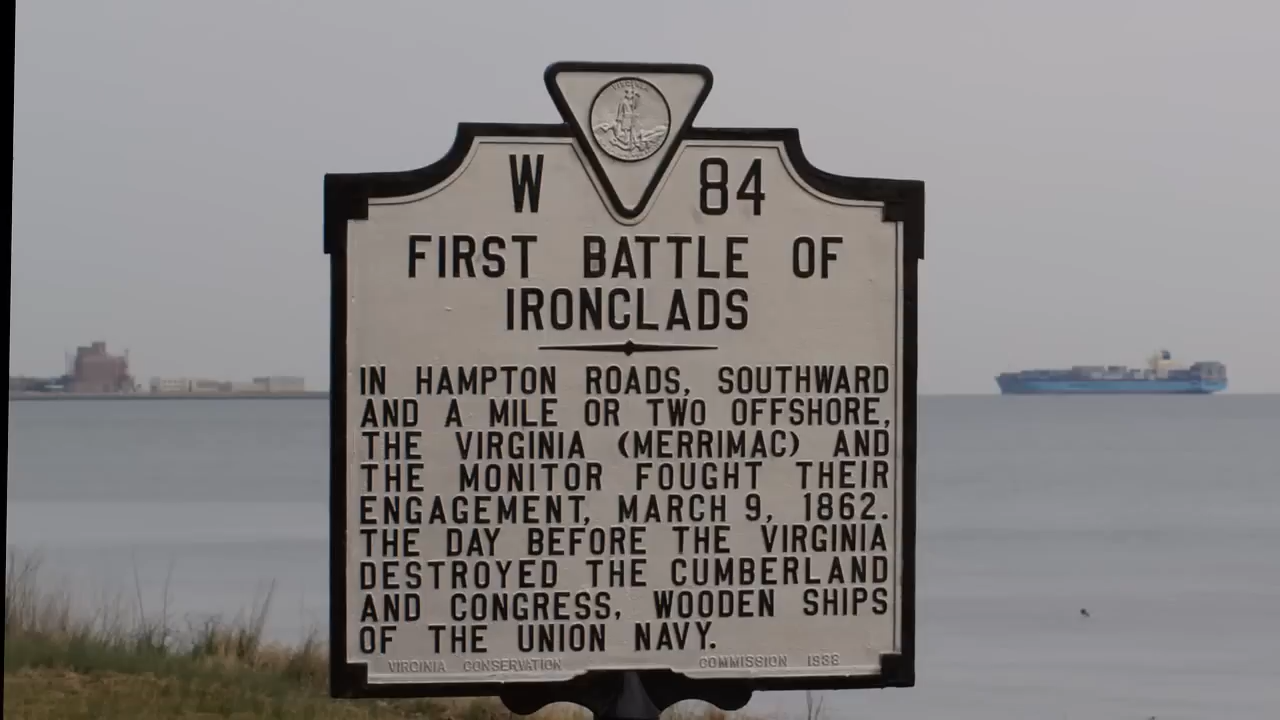 VIRGINIA
W 84
FIRST BATTLE OF
IRONCLADS
IN HAMPTON ROADS, SOUTHWARD
AND A MILE OR TWO OFFSHORE,
THE VIRGINIA (MERRIMAC) AND
THE MONITOR FOUGHT THEIR
ENGAGEMENT, MARCH 9, 1862.
THE DAY BEFORE THE VIRGINIA
DESTROYED THE CUMBERLAND
AND CONGRESS, WOODEN SHIPS
OF THE UNION NAVY.
VIRGINIA CONSERVATION COMMISSION